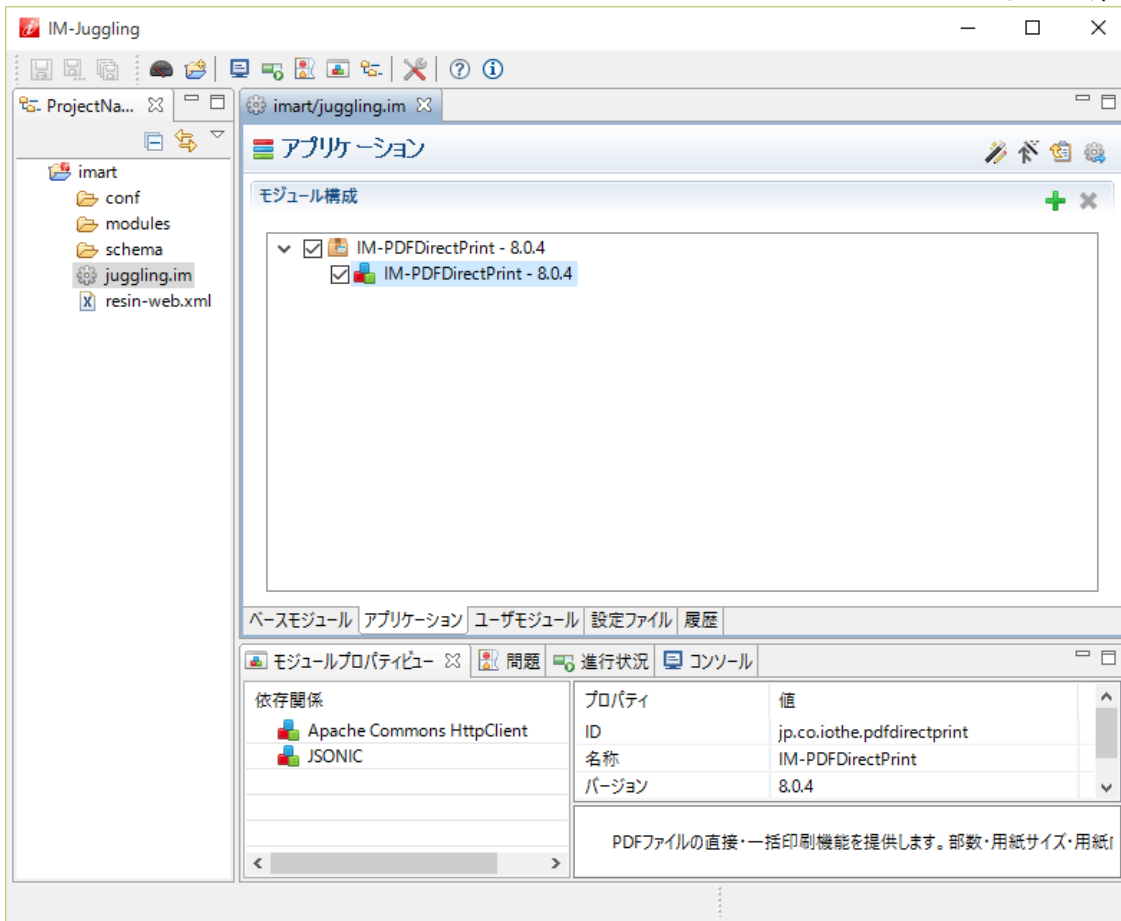 IM-Juggling
ProjectNa...
imart
conf
modules
schema
juggling.im
resin-web.xml
imart/juggling.im
アプリケーション
モジュール構成
IM-PDFDirectPrint - 8.0.4
IM-PDFDirectPrint - 8.0.4
ベースモジュール アプリケーション ユーザモジュール 設定ファイル 履歴
モジュールプロパティビュー 問題 進行状況 コンソール
依存関係
Apache Commons HttpClient
JSONIC
プロパティ 値
ID jp.co.iothe.pdfdirectprint
名称 IM-PDFDirectPrint
バージョン 8.0.4
PDFファイルの直接・一括印刷機能を提供します。部数・用紙サイズ・用紙